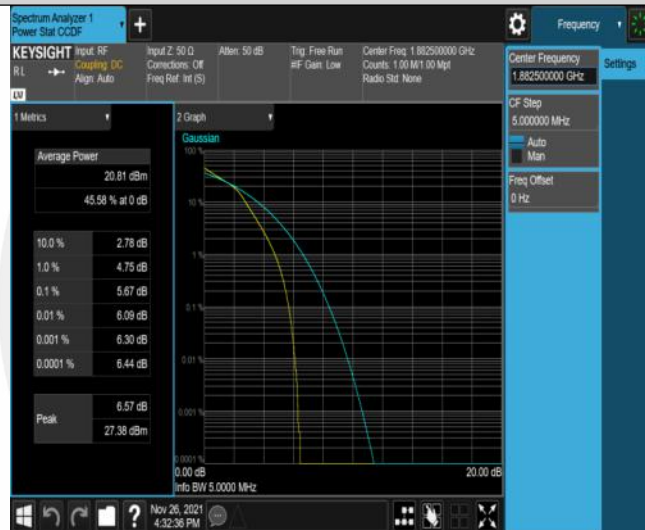 Spectrum Analyzer 1
Power Stat CCDF
Frequency
KEYSIGHT
RL
LV
Input: RF
Coupling: DC
Align: Auto
Input Z: 50 Ω
Corrections: Off
Freq Ref: Int (S)
Atten: 50 dB
Trig: Free Run
#IF Gain: Low
Center Freq: 1.882500000 GHz
Counts: 1.00 M/1.00 Mpt
Radio Std: None
Center Frequency
1.882500000 GHz
Settings
CF Step
5.000000 MHz
Auto
Man
Freq Offset
0 Hz
1 Metrics
Average Power
20.81 dBm
45.58 % at 0 dB
10.0 % 2.78 dB
1.0 % 4.75 dB
0.1 % 5.67 dB
0.01 % 6.09 dB
0.001 % 6.30 dB
0.0001 % 6.44 dB
Peak
6.57 dB
27.38 dBm
2 Graph
Gaussian
100 %
10 %
1 %
0.1 %
0.01 %
0.001 %
0.0001 %
0.00 dB
20.00 dB
Info BW 5.0000 MHz
?
Nov 26, 2021
4:32:36 PM